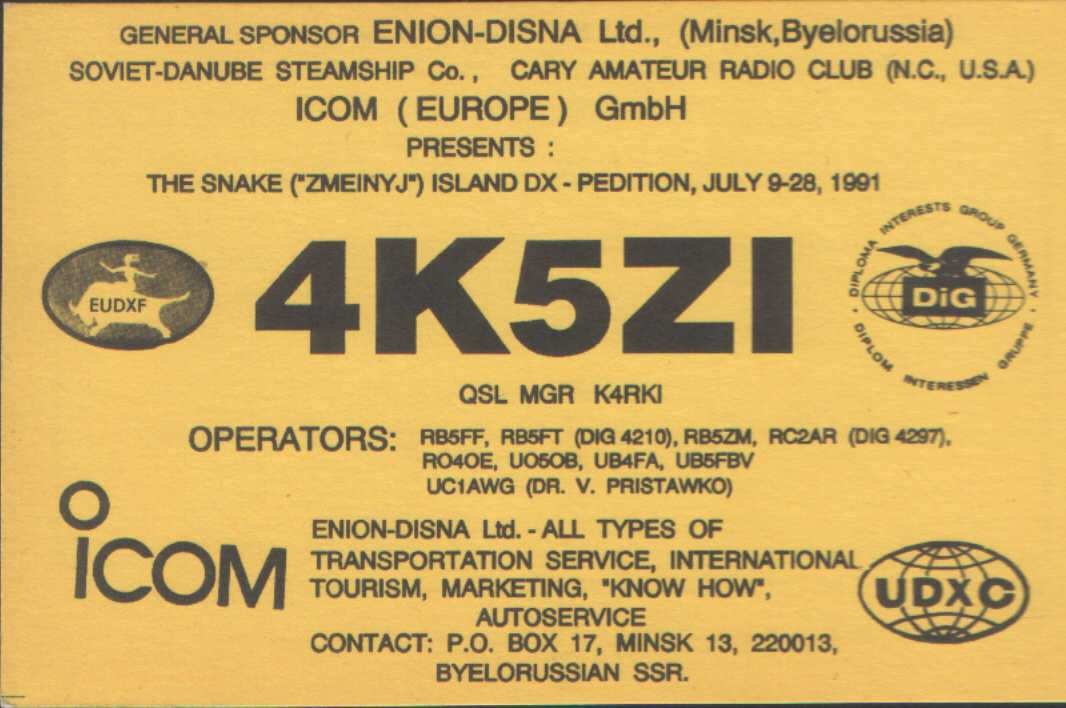 GENERAL SPONSOR ENION-DISNA Ltd., (Minsk,Byelorussia)
SOVIET-DANUBE STEAMSHIP Co., CARY AMATEUR RADIO CLUB (N.C., U.S.A.)
ICOM (EUROPE) GmbH
PRESENTS :
THE SNAKE ("ZMEINYJ") ISLAND DX - PEDITION, JULY 9-28, 1991
EUDXF
4K5ZI
DIPLOMA INTERESTS GROUP GERMANY
DiG
DIPLOM INTERESSEN GRUPPE
QSL MGR K4RKI
OPERATORS: RB5FF, RB5FT (DIG 4210), RB5ZM, RC2AR (DIG 4297),
RO4OE, UO5OB, UB4FA, UB5FBV
UC1AWG (DR. V. PRISTAWKO)
ICOM
ENION-DISNA Ltd. - ALL TYPES OF
TRANSPORTATION SERVICE, INTERNATIONAL
TOURISM, MARKETING, "KNOW HOW",
AUTOSERVICE
CONTACT: P.O. BOX 17, MINSK 13, 220013,
BYELORUSSIAN SSR.
UDXC